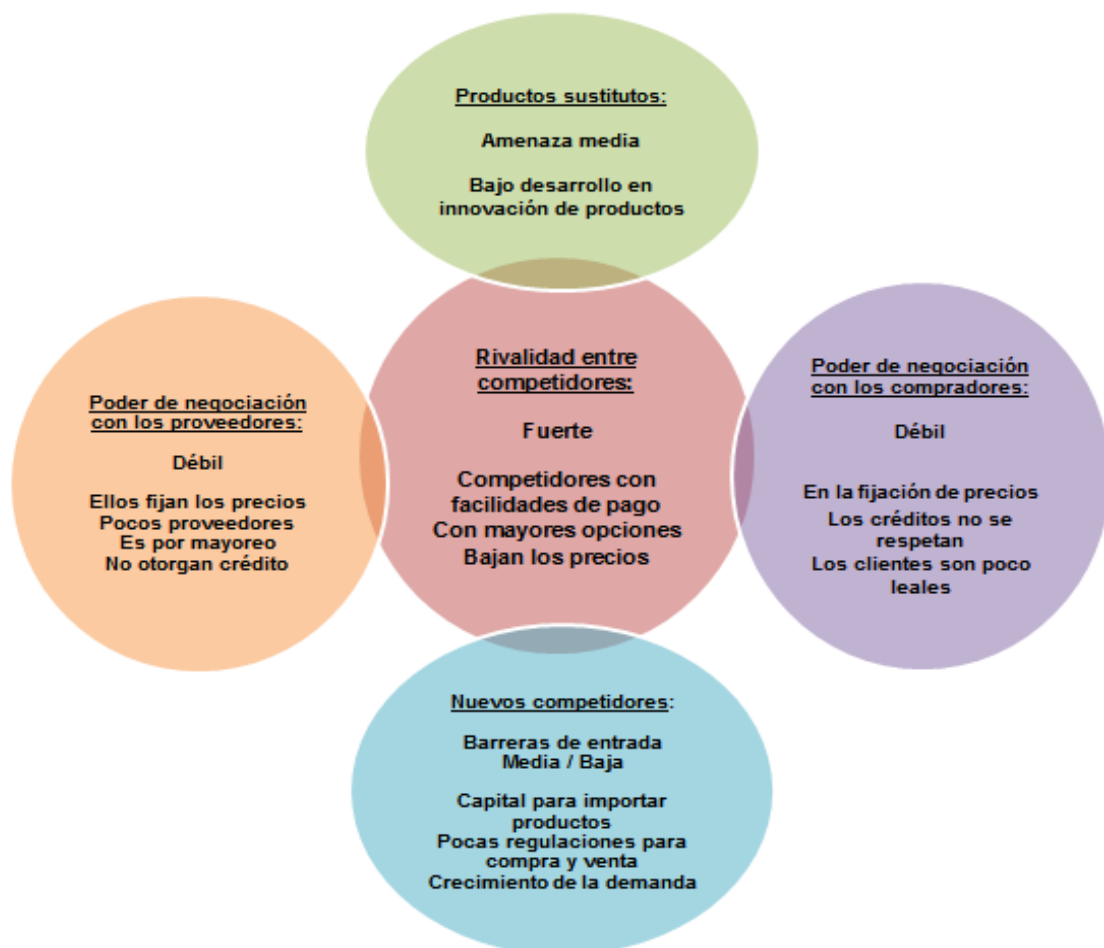 Productos sustitutos:
Amenaza media
Bajo desarrollo en
innovación de productos
Poder de negociación
con los proveedores:
Débil
Ellos fijan los precios
Pocos proveedores
Es por mayoreo
No otorgan crédito
Rivalidad entre
competidores:
Fuerte
Competidores con
facilidades de pago
Con mayores opciones
Bajan los precios
Poder de negociación
con los compradores:
Débil
En la fijación de precios
Los créditos no se
respetan
Los clientes son poco
leales
Nuevos competidores:
Barreras de entrada
Media / Baja
Capital para importar
productos
Pocas regulaciones para
compra y venta
Crecimiento de la demanda